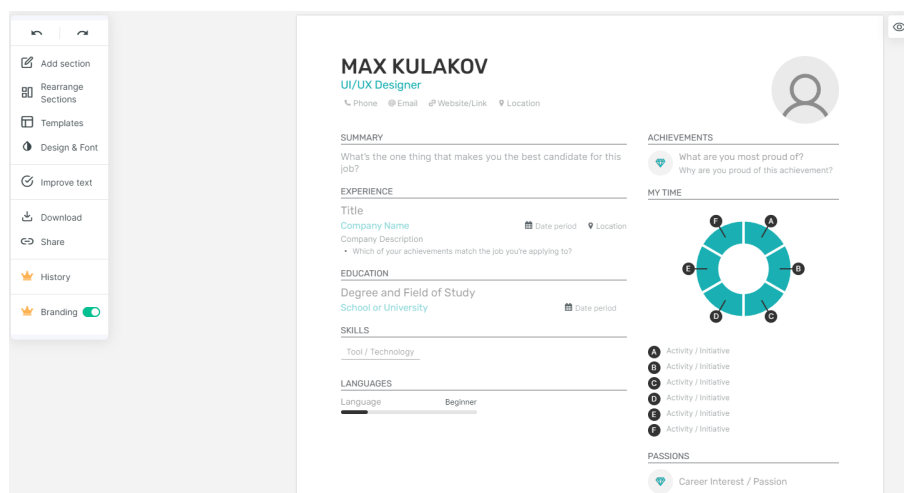 Add section
Rearrange
Sections
Templates
Design & Font
Improve text
Download
Share
History
Branding
MAX KULAKOV
UI/UX Designer
Phone @ Email Website/Link Location
SUMMARY
What's the one thing that makes you the best candidate for this
job?
EXPERIENCE
Title
Company Name Date period Location
Company Description
• Which of your achievements match the job you're applying to?
EDUCATION
Degree and Field of Study
School or University Date period
SKILLS
Tool / Technology
LANGUAGES
Language Beginner
ACHIEVEMENTS
What are you most proud of?
Why are you proud of this achievement?
MY TIME
F A
E B
D C
A Activity / Initiative
B Activity / Initiative
C Activity / Initiative
D Activity / Initiative
E Activity / Initiative
F Activity / Initiative
PASSIONS
Career Interest / Passion